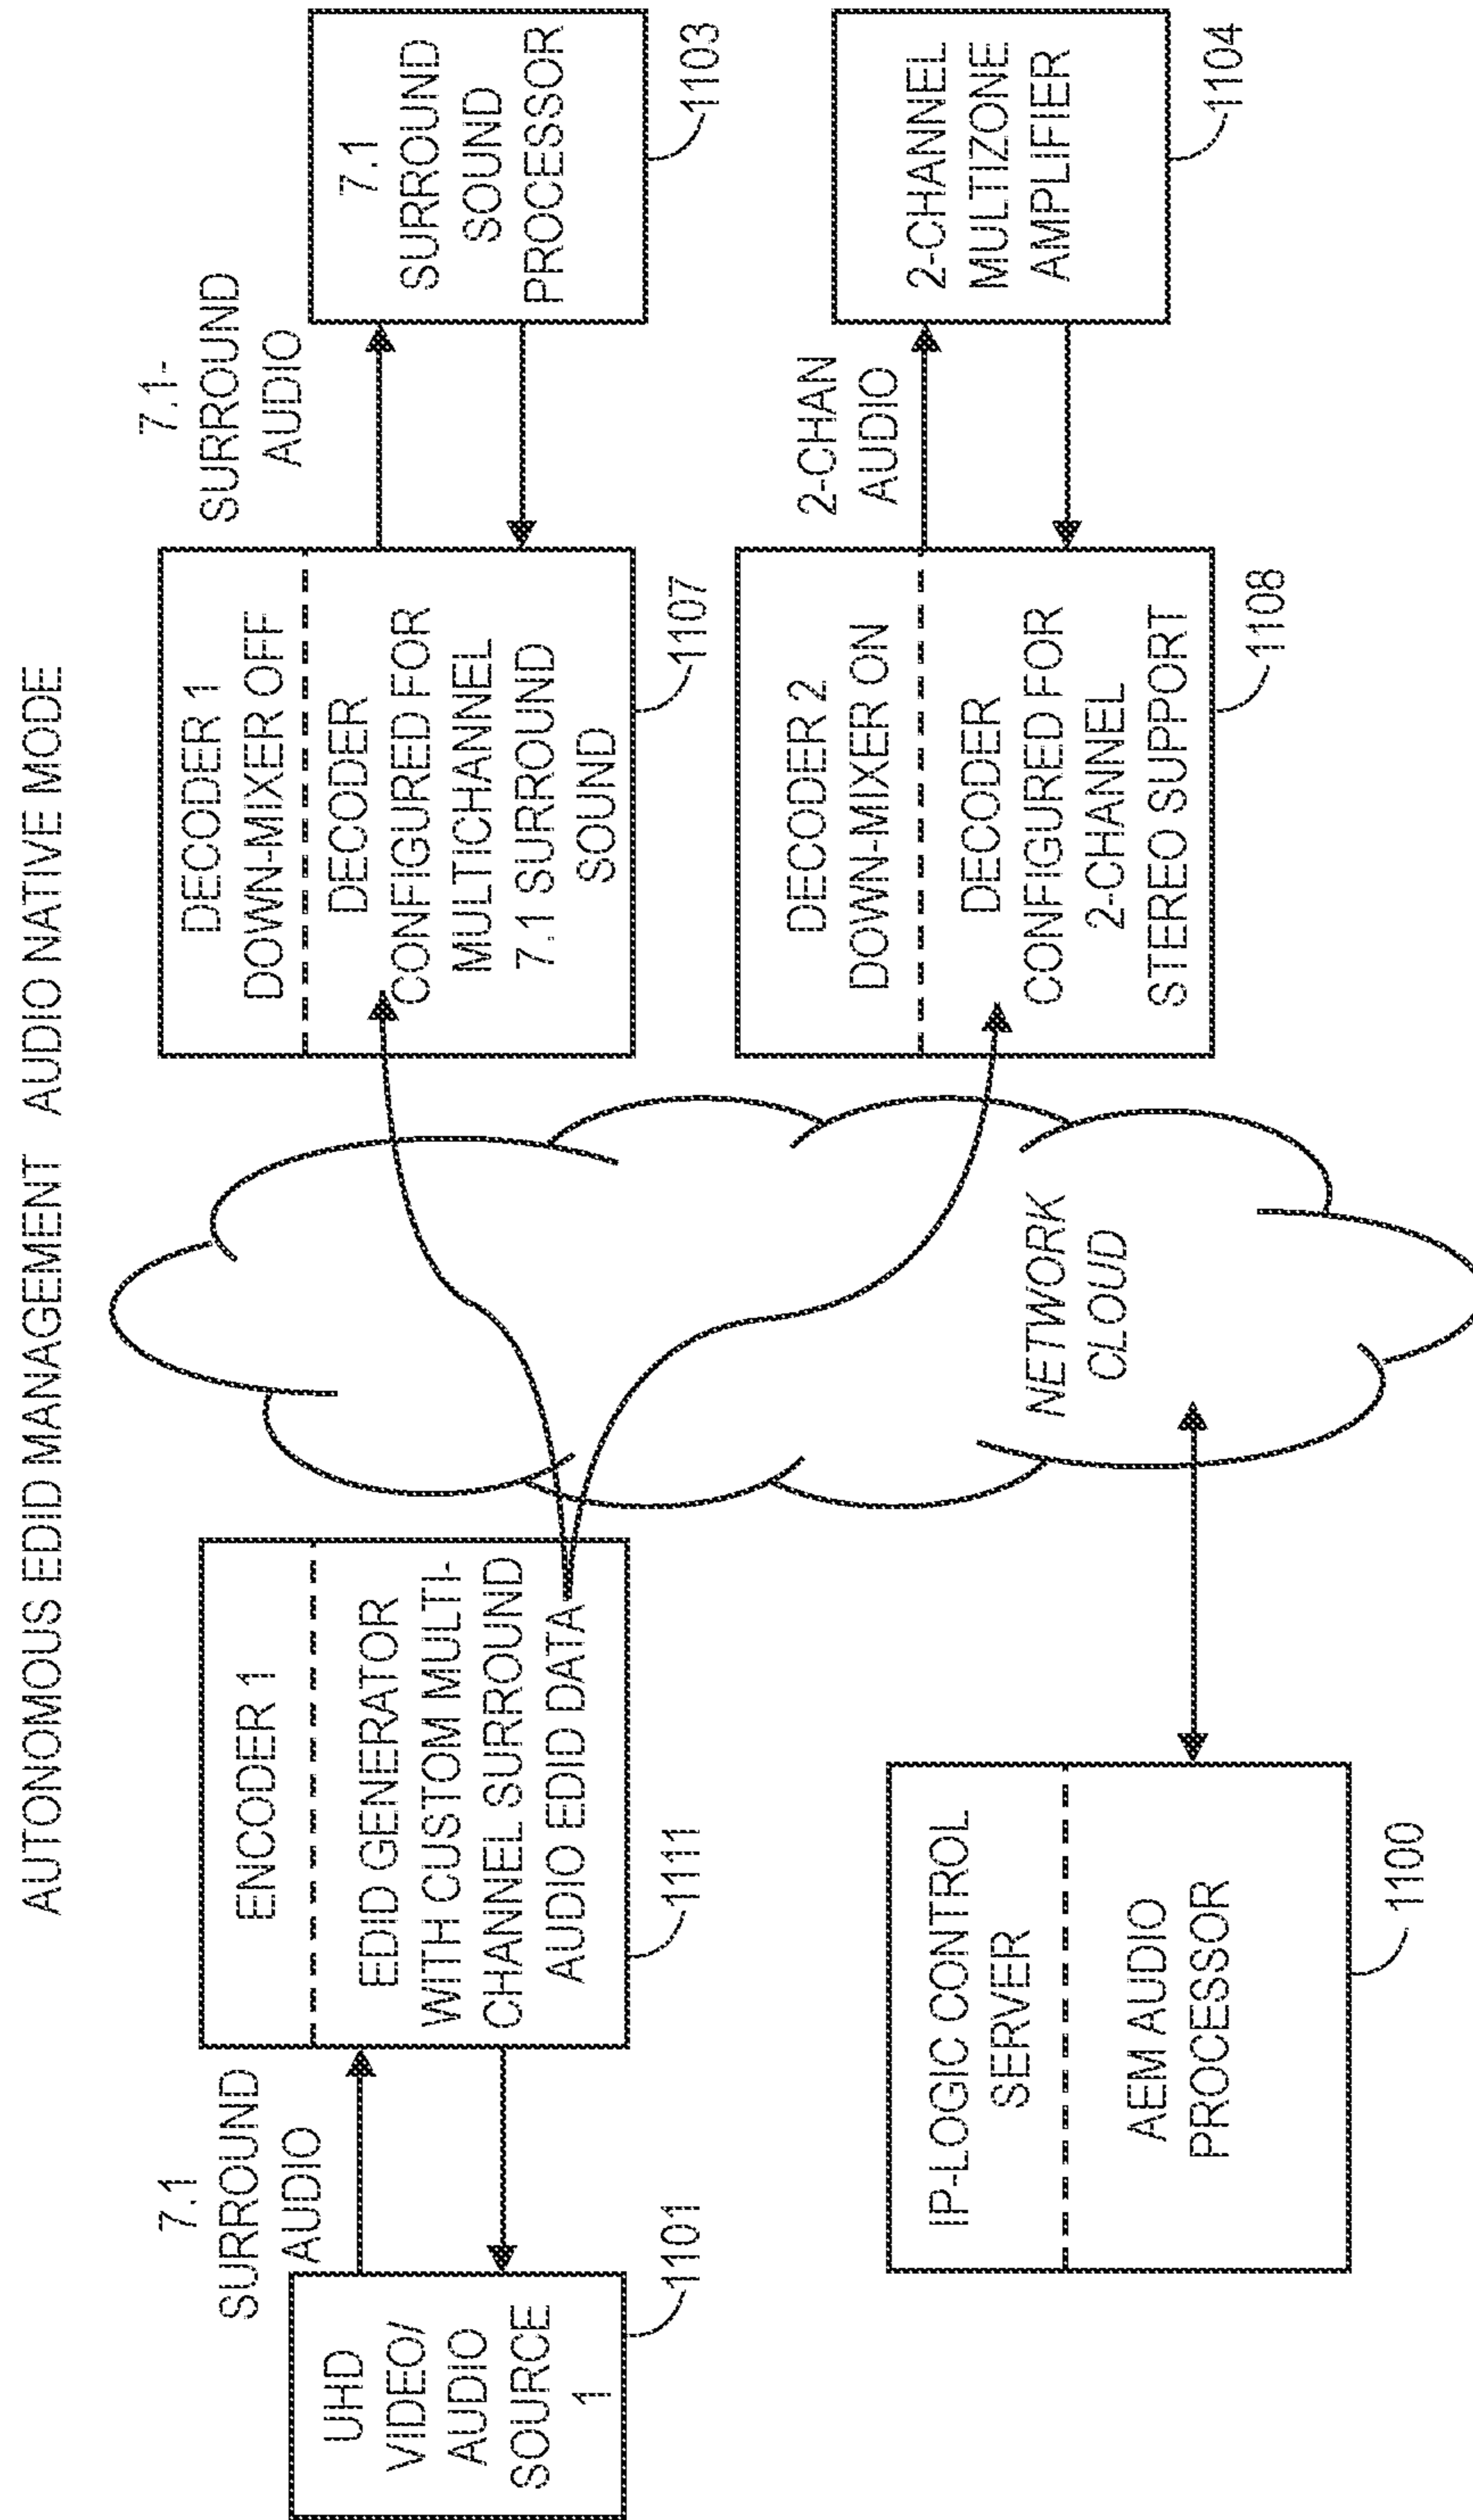 AUTONOMOUS EDID MANAGEMENT AUDIO NATIVE MODE
7.1
SURROUND
AUDIO
UHD
VIDEO/
AUDIO
SOURCE
1
1101
ENCODER 1
EDID GENERATOR
WITH CUSTOM MULTI-
CHANNEL SURROUND
AUDIO EDID DATA
1111
IP-LOGIC CONTROL
SERVER
AEM AUDIO
PROCESSOR
1100
NETWORK
CLOUD
DECODER 1
DOWN-MIXER OFF
DECODER
CONFIGURED FOR
MULTICHANNEL
7.1 SURROUND
SOUND
1107
DECODER 2
DOWN-MIXER ON
DECODER
CONFIGURED FOR
2-CHANNEL
STEREO SUPPORT
1108
7.1-
SURROUND
AUDIO
7.1
SURROUND
SOUND
PROCESSOR
1103
2-CHAN
AUDIO
2-CHANNEL
MULTIZONE
AMPLIFIER
1104